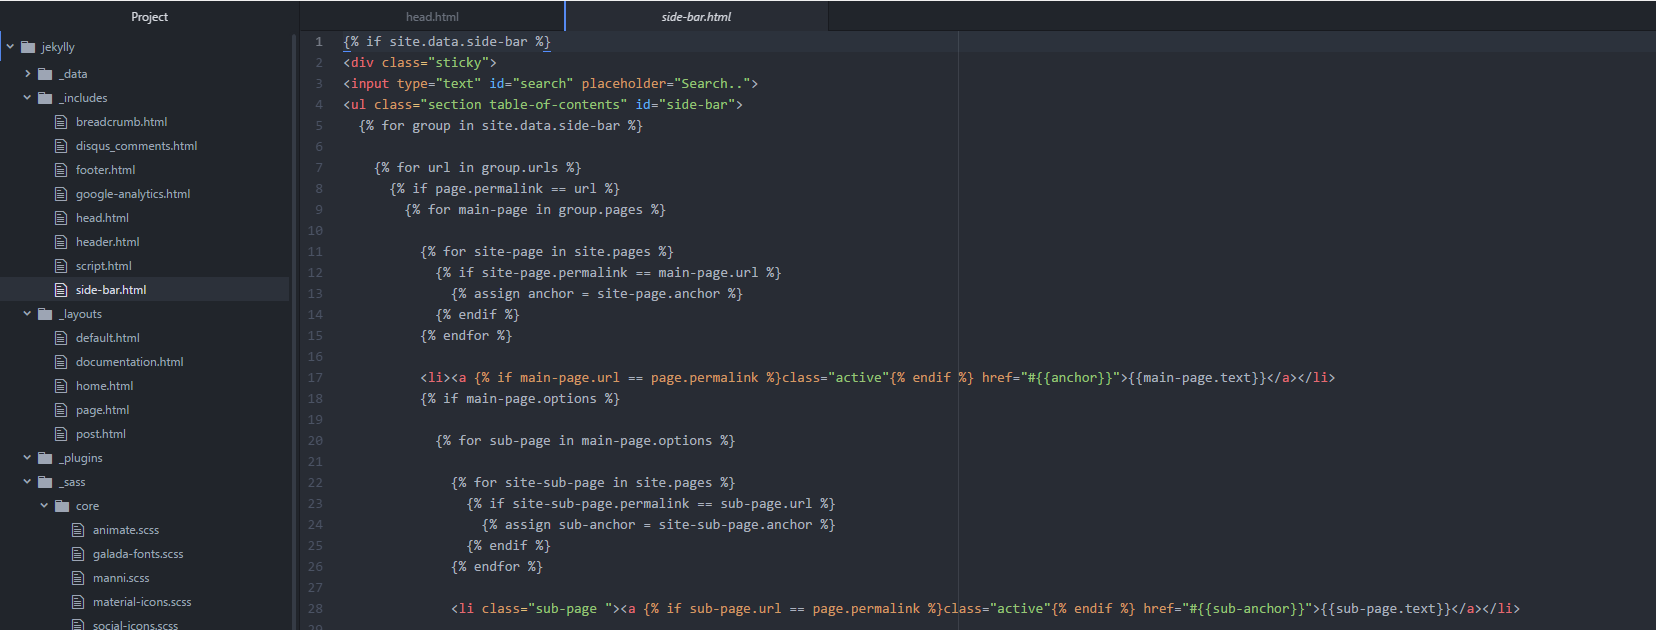 Project
jekylly
_data
_includes
breadcrumb.html
disqus_comments.html
footer.html
google-analytics.html
head.html
header.html
script.html
side-bar.html
_layouts
default.html
documentation.html
home.html
page.html
post.html
_plugins
_sass
core
animate.scss
galada-fonts.scss
manni.scss
material-icons.scss
social-icons.scss
head.html
side-bar.html
1 {% if site.data.side-bar %}
2 <div class="sticky">
3 <input type="text" id="search" placeholder="Search..">
4 <ul class="section table-of-contents" id="side-bar">
5 {% for group in site.data.side-bar %}
6
7 {% for url in group.urls %}
8 {% if page.permalink == url %}
9 {% for main-page in group.pages %}
10
11 {% for site-page in site.pages %}
12 {% if site-page.permalink == main-page.url %}
13 {% assign anchor = site-page.anchor %}
14 {% endif %}
15 {% endfor %}
16
17 <li><a {% if main-page.url == page.permalink %}class="active"{% endif %} href="#{{anchor}}">{{main-page.text}}</a></li>
18 {% if main-page.options %}
19
20 {% for sub-page in main-page.options %}
21
22 {% for site-sub-page in site.pages %}
23 {% if site-sub-page.permalink == sub-page.url %}
24 {% assign sub-anchor = site-sub-page.anchor %}
25 {% endif %}
26 {% endfor %}
27
28 <li class="sub-page "><a {% if sub-page.url == page.permalink %}class="active"{% endif %} href="#{{sub-anchor}}">{{sub-page.text}}</a></li>
29